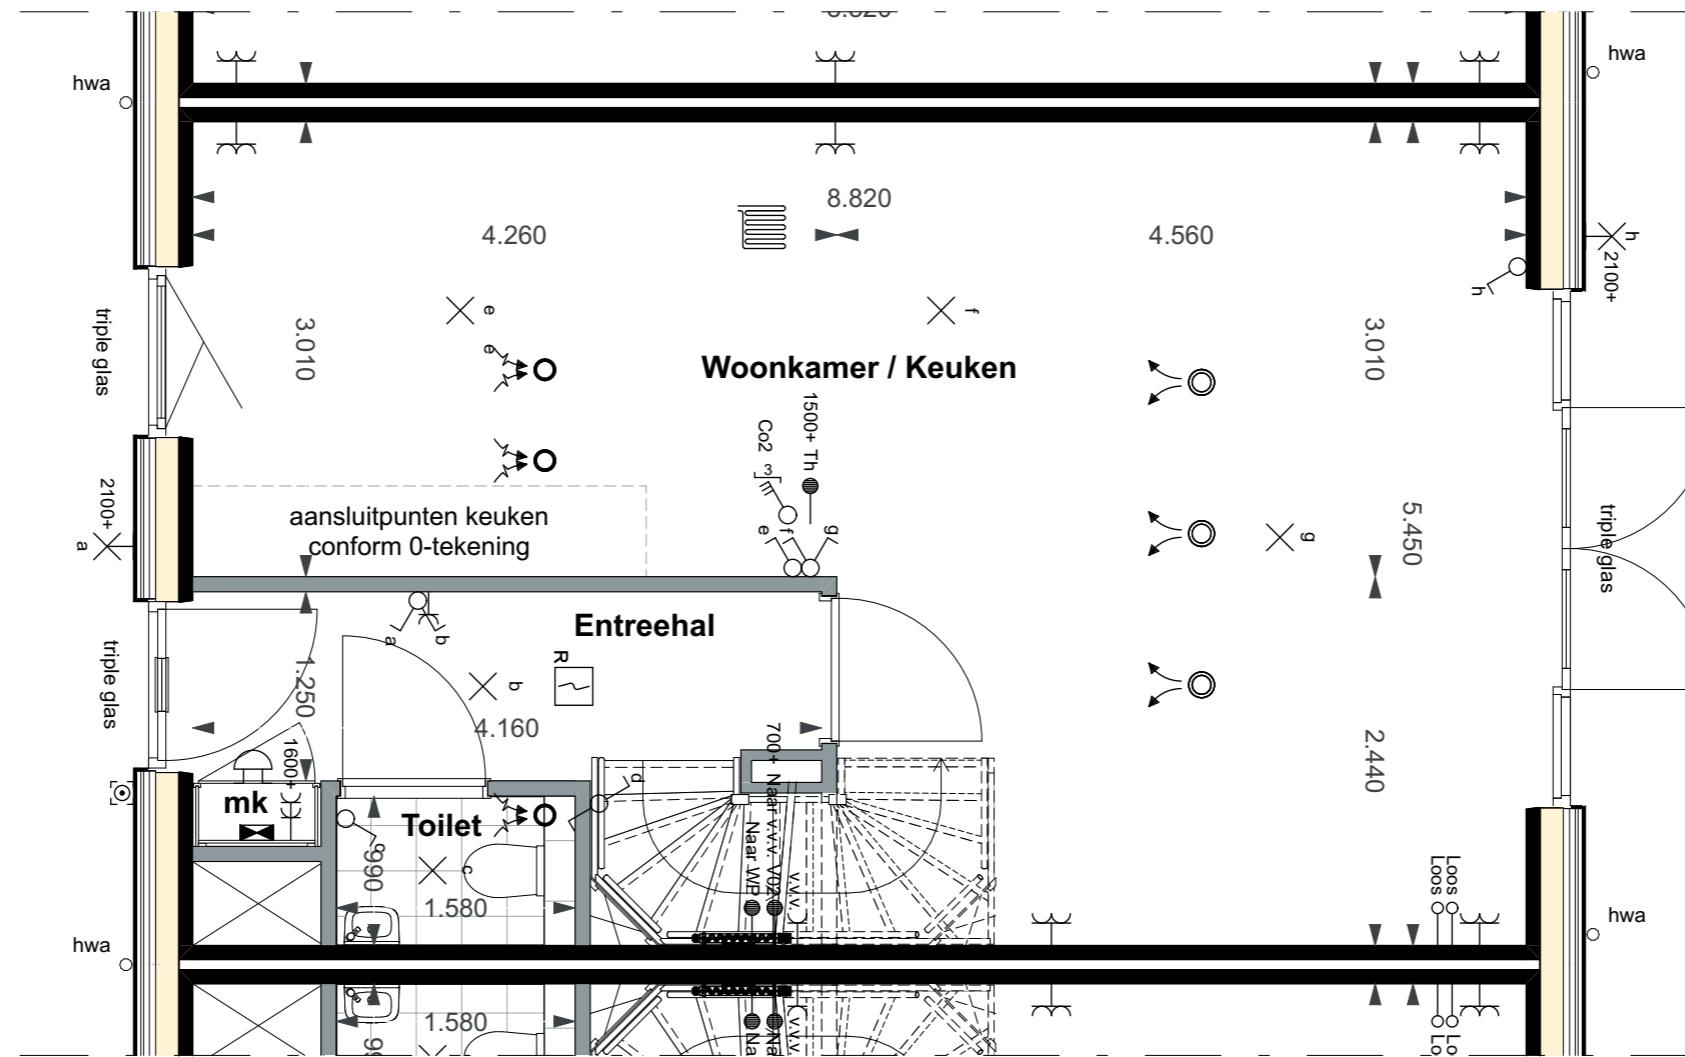 hwa
hwa
8.820
4.260
4.560
h
2100+
h
triple glas
3.010
e
e
f
Woonkamer / Keuken
3.010
1500+ Th
Co2
3
2100+
a
aansluitpunten keuken
conform 0-tekening
e
f
g
g
5.450
triple glas
Entreehal
a
b
R
triple glas
1.250
b
4.160
2.440
700+ Naar v.v.v. V02
1600+
mk
Toilet
d
c
c
990
1.580
Naar WP
v.v.v.
Loos
Loos
hwa
hwa
1.580
v.v.